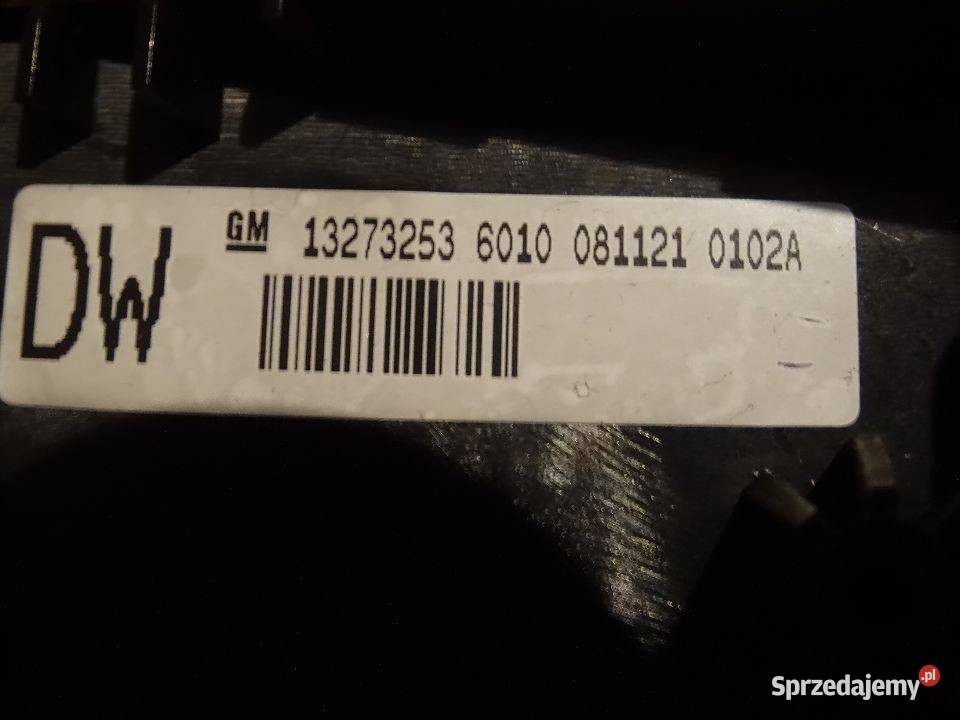 DW GM 13273253 6010 081121 0102A
Sprzedajemy.pl